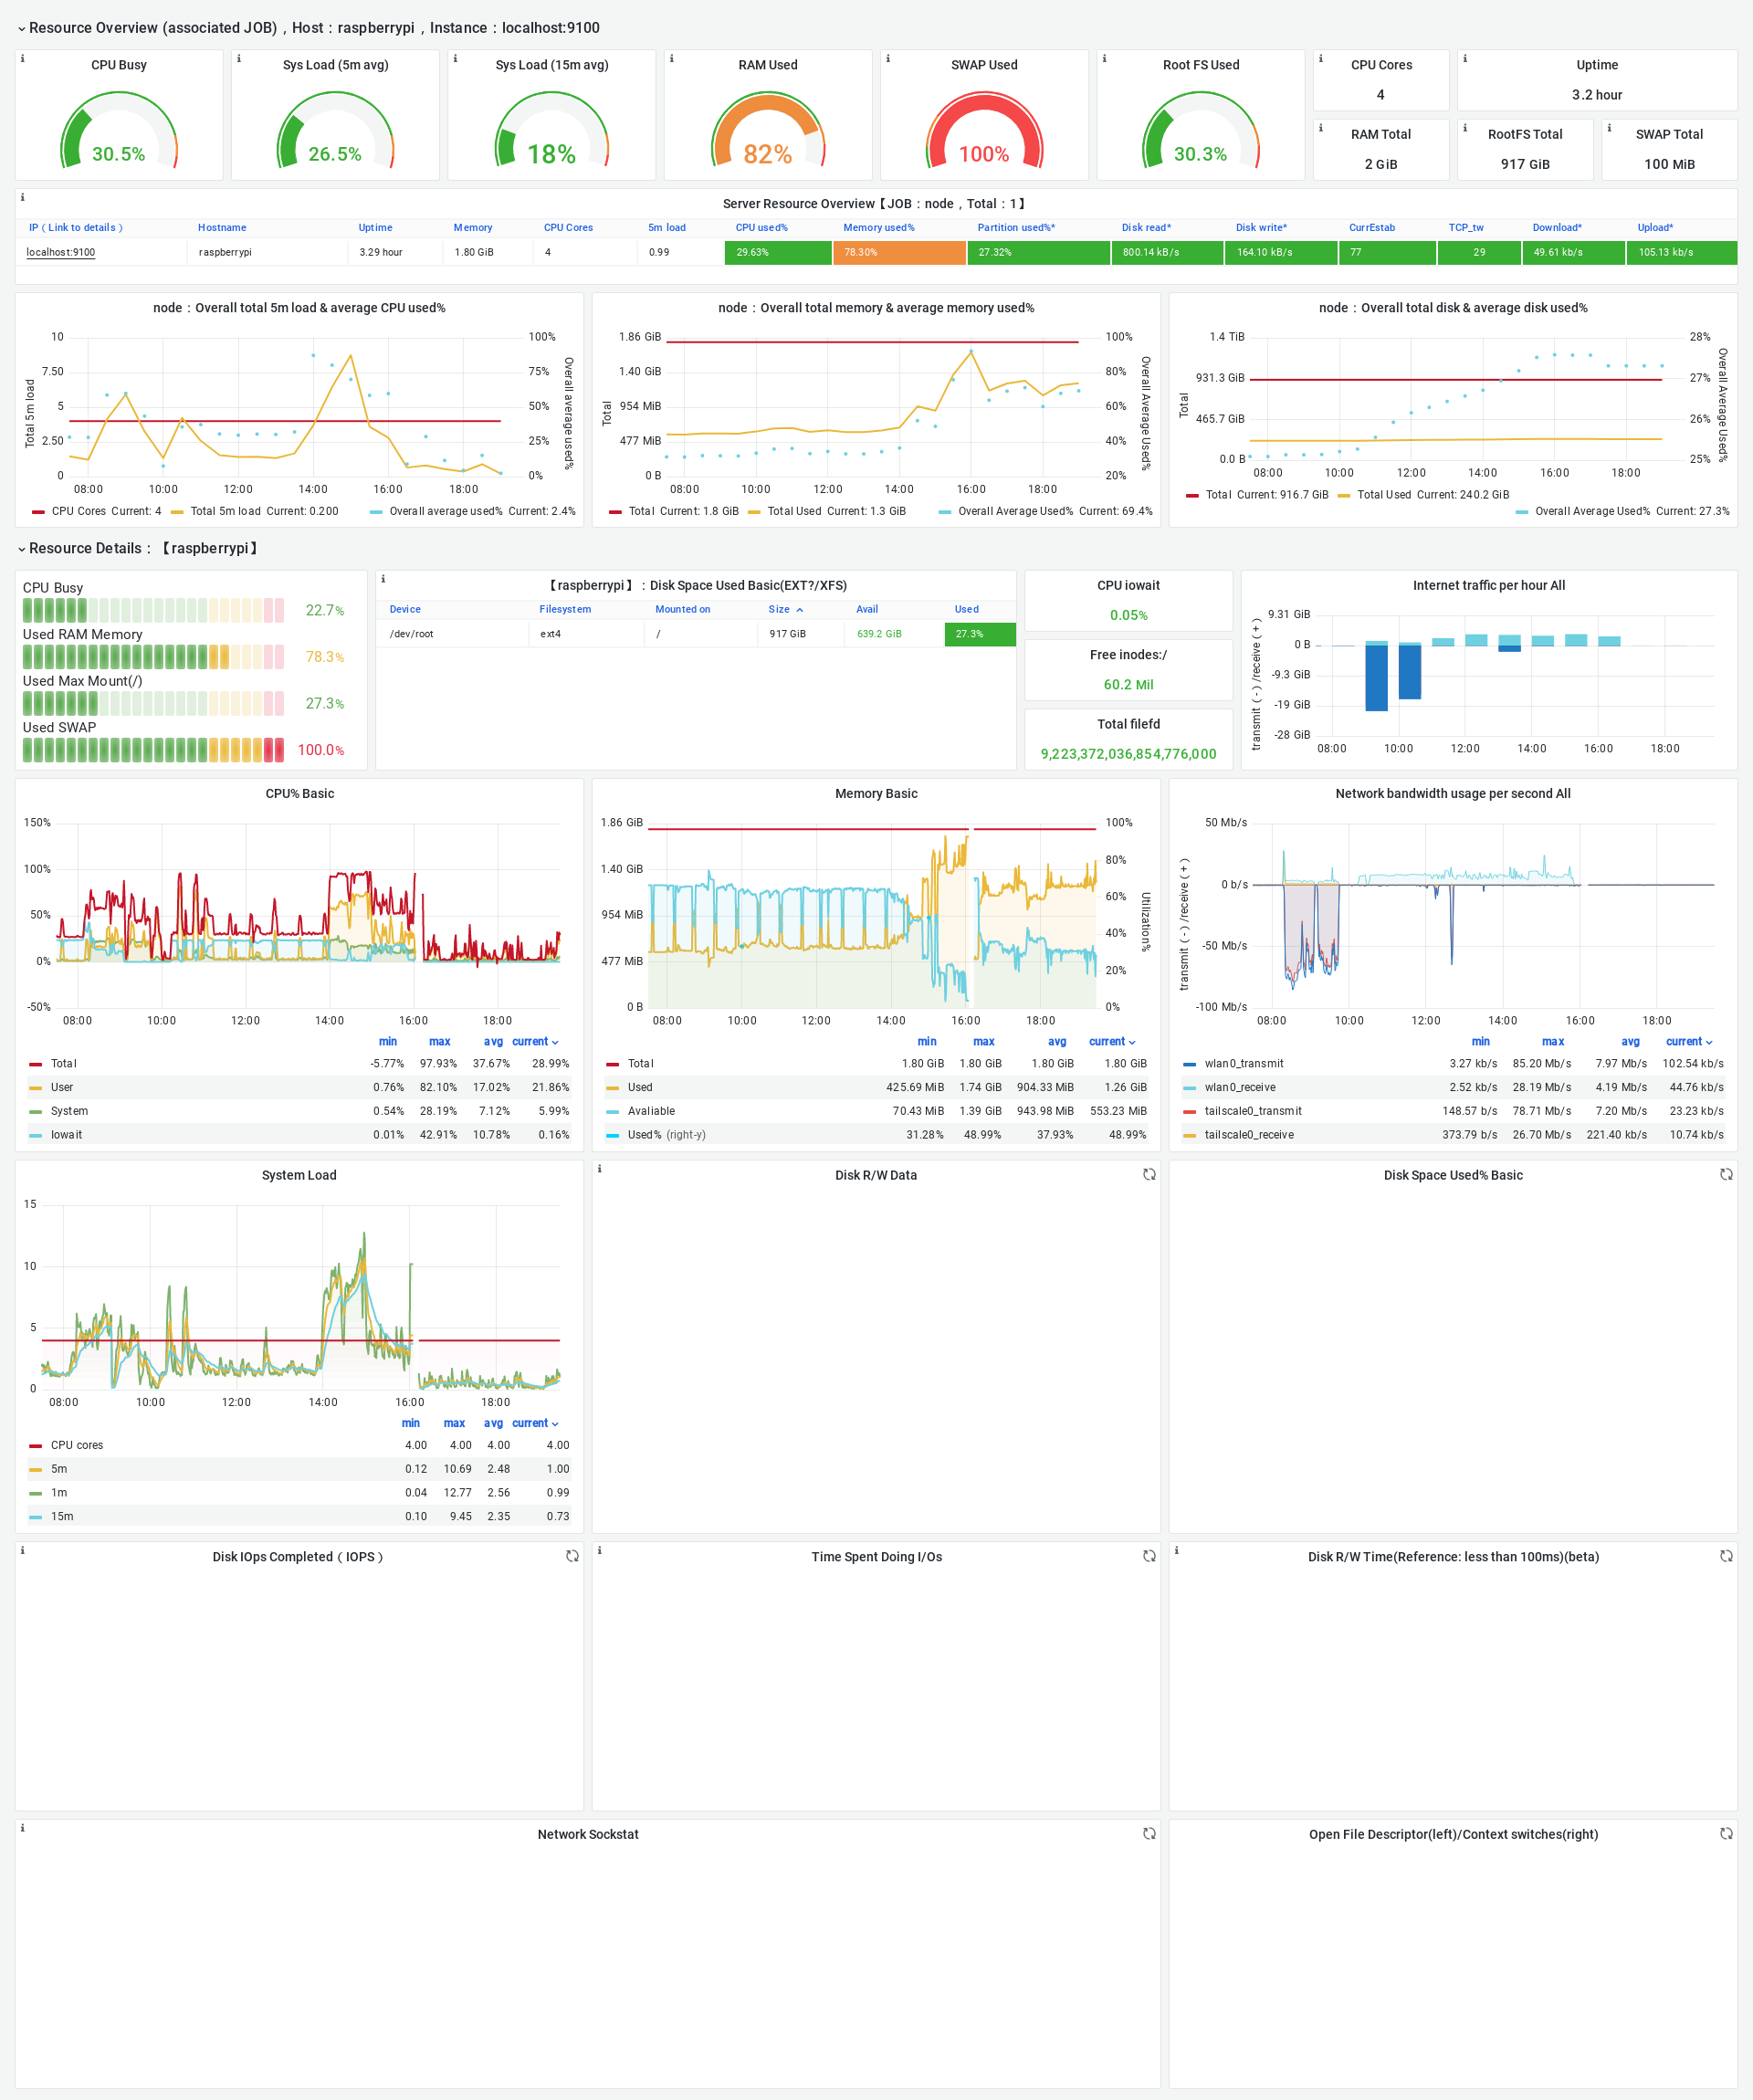 Resource Overview (associated JOB)，Host：raspberrypi，Instance：localhost:9100
CPU Busy
30.5%
Sys Load (5m avg)
26.5%
Sys Load (15m avg)
18%
RAM Used
82%
SWAP Used
100%
Root FS Used
30.3%
CPU Cores
4
Uptime
3.2 hour
RAM Total
2 GiB
RootFS Total
917 GiB
SWAP Total
100 MiB
Server Resource Overview【JOB：node，Total：1】
IP（Link to details） Hostname Uptime Memory CPU Cores 5m load CPU used% Memory used% Partition used%* Disk read* Disk write* CurrEstab TCP_tw Download* Upload*
localhost:9100 raspberrypi 3.29 hour 1.80 GiB 4 0.99 29.63% 78.30% 27.32% 800.14 kB/s 164.10 kB/s 77 29 49.61 kb/s 105.13 kb/s
node：Overall total 5m load & average CPU used%
Total 5m load
10
7.50
5
2.50
0
100%
75%
50%
25%
0%
Overall average used%
08:00 10:00 12:00 14:00 16:00 18:00
CPU Cores Current: 4 Total 5m load Current: 0.200 Overall average used% Current: 2.4%
node：Overall total memory & average memory used%
Total
1.86 GiB
1.40 GiB
954 MiB
477 MiB
0 B
100%
80%
60%
40%
20%
Overall Average Used%
08:00 10:00 12:00 14:00 16:00 18:00
Total Current: 1.8 GiB Total Used Current: 1.3 GiB Overall Average Used% Current: 69.4%
node：Overall total disk & average disk used%
Total
1.4 TiB
931.3 GiB
465.7 GiB
0.0 B
28%
27%
26%
25%
Overall Average Used%
08:00 10:00 12:00 14:00 16:00 18:00
Total Current: 916.7 GiB Total Used Current: 240.2 GiB
Overall Average Used% Current: 27.3%
Resource Details：【raspberrypi】
CPU Busy
22.7%
Used RAM Memory
78.3%
Used Max Mount(/)
27.3%
Used SWAP
100.0%
【raspberrypi】：Disk Space Used Basic(EXT?/XFS)
Device Filesystem Mounted on Size Avail Used
/dev/root ext4 / 917 GiB 639.2 GiB 27.3%
CPU iowait
0.05%
Free inodes:/
60.2 Mil
Total filefd
9,223,372,036,854,776,000
Internet traffic per hour All
transmit（-）/receive（+）
9.31 GiB
0 B
-9.3 GiB
-19 GiB
-28 GiB
08:00 10:00 12:00 14:00 16:00 18:00
CPU% Basic
150%
100%
50%
0%
-50%
08:00 10:00 12:00 14:00 16:00 18:00
min max avg current
Total -5.77% 97.93% 37.67% 28.99%
User 0.76% 82.10% 17.02% 21.86%
System 0.54% 28.19% 7.12% 5.99%
Iowait 0.01% 42.91% 10.78% 0.16%
Memory Basic
1.86 GiB
1.40 GiB
954 MiB
477 MiB
0 B
100%
80%
60%
40%
20%
0%
Utilization%
08:00 10:00 12:00 14:00 16:00 18:00
min max avg current
Total 1.80 GiB 1.80 GiB 1.80 GiB 1.80 GiB
Used 425.69 MiB 1.74 GiB 904.33 MiB 1.26 GiB
Avaliable 70.43 MiB 1.39 GiB 943.98 MiB 553.23 MiB
Used% (right-y) 31.28% 48.99% 37.93% 48.99%
Network bandwidth usage per second All
transmit（-）/receive（+）
50 Mb/s
0 b/s
-50 Mb/s
-100 Mb/s
08:00 10:00 12:00 14:00 16:00 18:00
min max avg current
wlan0_transmit 3.27 kb/s 85.20 Mb/s 7.97 Mb/s 102.54 kb/s
wlan0_receive 2.52 kb/s 28.19 Mb/s 4.19 Mb/s 44.76 kb/s
tailscale0_transmit 148.57 b/s 78.71 Mb/s 7.20 Mb/s 23.23 kb/s
tailscale0_receive 373.79 b/s 26.70 Mb/s 221.40 kb/s 10.74 kb/s
System Load
15
10
5
0
08:00 10:00 12:00 14:00 16:00 18:00
min max avg current
CPU cores 4.00 4.00 4.00 4.00
5m 0.12 10.69 2.48 1.00
1m 0.04 12.77 2.56 0.99
15m 0.10 9.45 2.35 0.73
Disk R/W Data
Disk Space Used% Basic
Disk IOps Completed（IOPS）
Time Spent Doing I/Os
Disk R/W Time(Reference: less than 100ms)(beta)
Network Sockstat
Open File Descriptor(left)/Context switches(right)